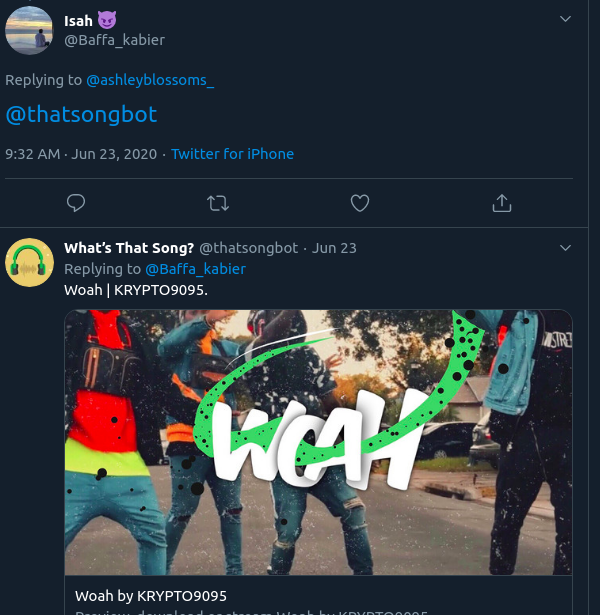 Isah 😈
@Baffa_kabier
Replying to @ashleyblossoms_
@thatsongbot
9:32 AM · Jun 23, 2020 · Twitter for iPhone
What's That Song? @thatsongbot · Jun 23
Replying to @Baffa_kabier
Woah | KRYPTO9095.
WOAH
Woah by KRYPTO9095